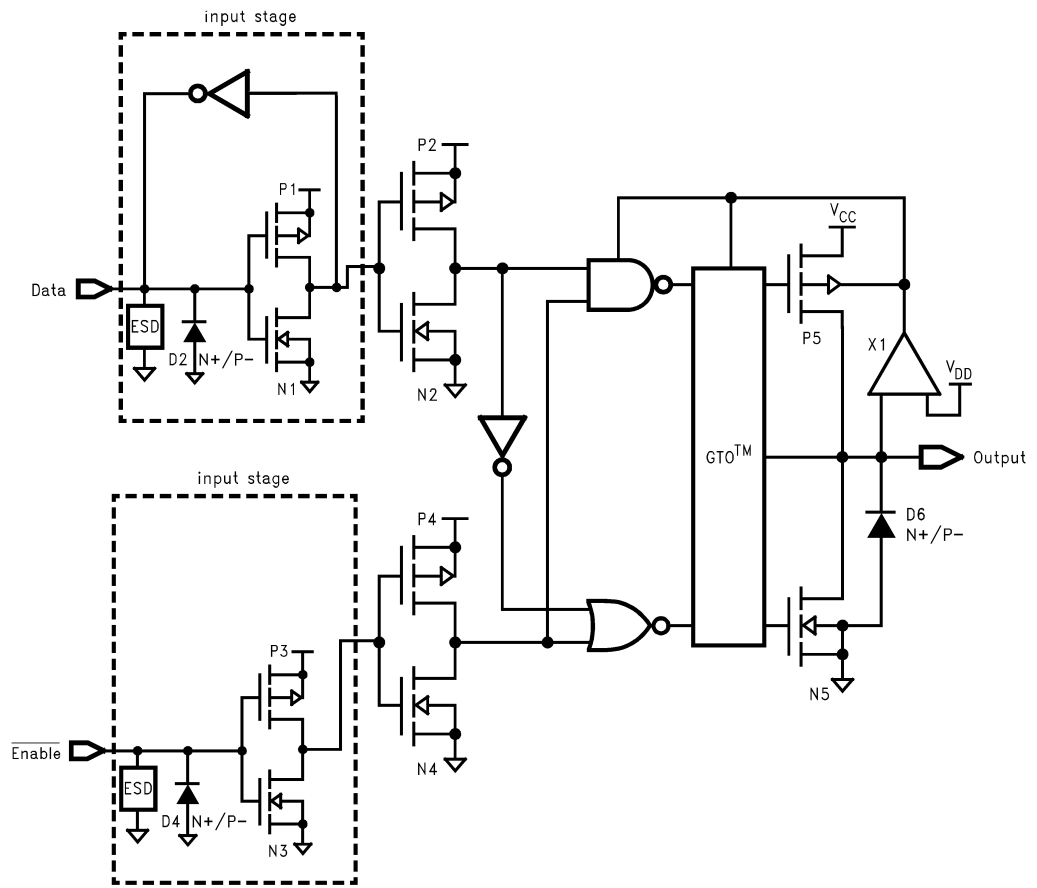 input stage
P1
Data
ESD
D2 N+/P-
N1
P2
N2
V_CC
P5
X1
V_DD
GTO™
Output
D6
N+/P-
input stage
P4
P3
N5
Enable
ESD
D4 N+/P-
N4
N3